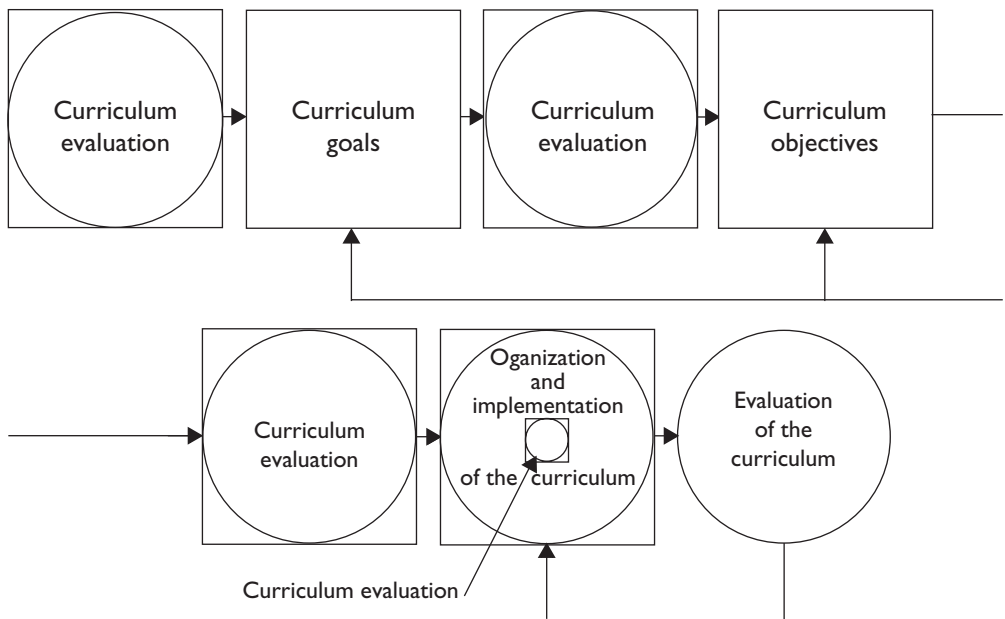 Curriculum
evaluation
Curriculum
goals
Curriculum
evaluation
Curriculum
objectives
Curriculum
evaluation
Oganization
and
implementation
of the curriculum
Evaluation
of the
curriculum
Curriculum evaluation